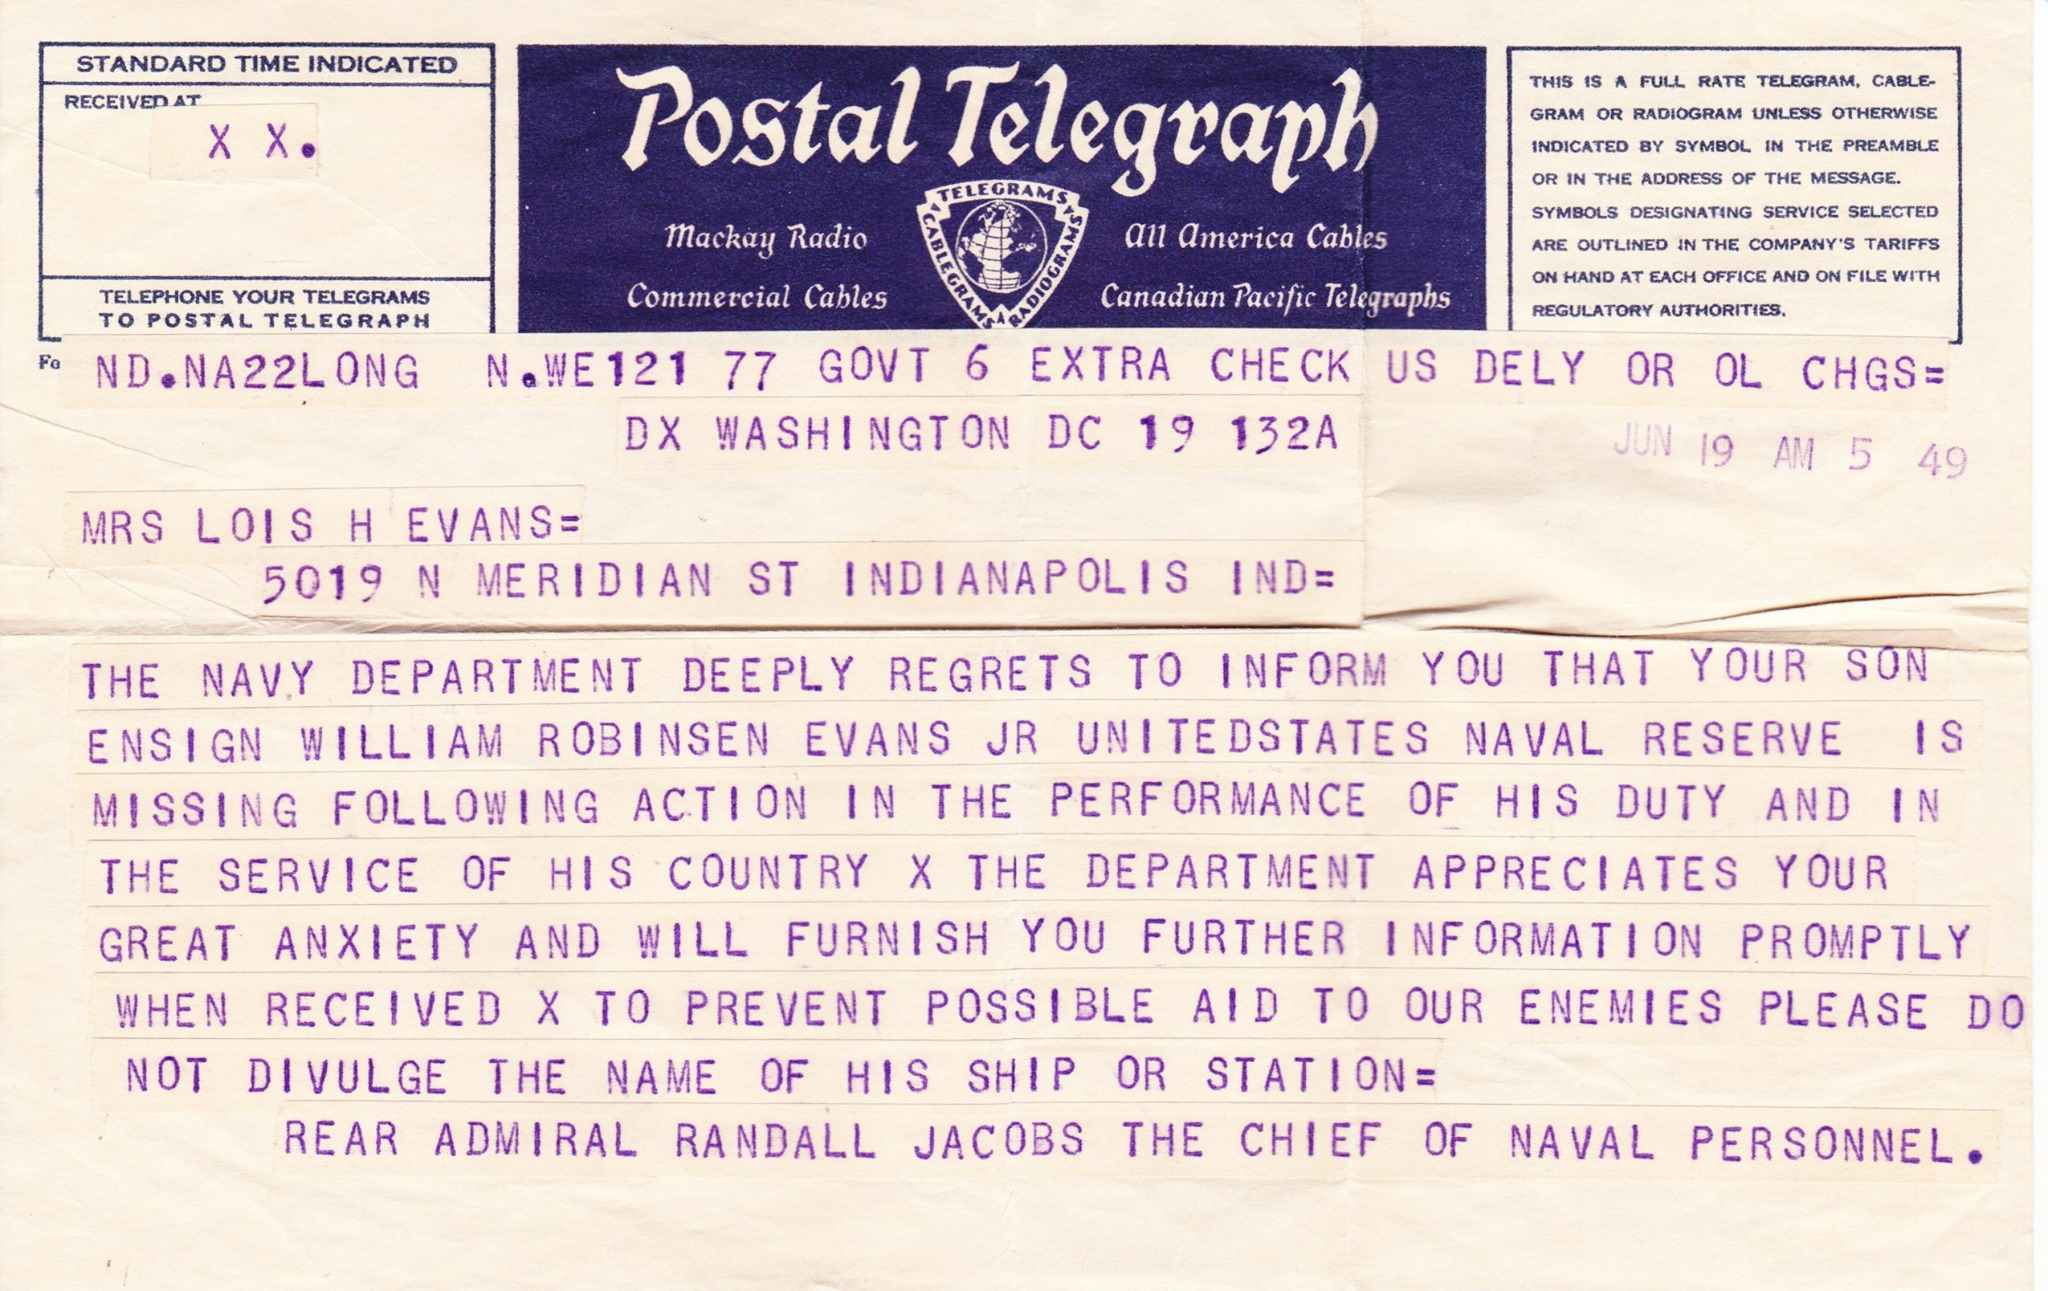 STANDARD TIME INDICATED
RECEIVED AT
X X.
TELEPHONE YOUR TELEGRAMS
TO POSTAL TELEGRAPH
Postal Telegraph
Mackay Radio
All America Cables
Commercial Cables
Canadian Pacific Telegraphs
TELEGRAMS
CABLEGRAMS
RADIOGRAMS
THIS IS A FULL RATE TELEGRAM, CABLE-
GRAM OR RADIOGRAM UNLESS OTHERWISE
INDICATED BY SYMBOL IN THE PREAMBLE
OR IN THE ADDRESS OF THE MESSAGE.
SYMBOLS DESIGNATING SERVICE SELECTED
ARE OUTLINED IN THE COMPANY'S TARIFFS
ON HAND AT EACH OFFICE AND ON FILE WITH
REGULATORY AUTHORITIES.
ND.NA22LONG N.WE121 77 GOVT 6 EXTRA CHECK US DELY OR OL CHGS=
DX WASHINGTON DC 19 132A
JUN 19 AM 5 49
MRS LOIS H EVANS=
5019 N MERIDIAN ST INDIANAPOLIS IND=
THE NAVY DEPARTMENT DEEPLY REGRETS TO INFORM YOU THAT YOUR SON
ENSIGN WILLIAM ROBINSEN EVANS JR UNITEDSTATES NAVAL RESERVE IS
MISSING FOLLOWING ACTION IN THE PERFORMANCE OF HIS DUTY AND IN
THE SERVICE OF HIS COUNTRY X THE DEPARTMENT APPRECIATES YOUR
GREAT ANXIETY AND WILL FURNISH YOU FURTHER INFORMATION PROMPTLY
WHEN RECEIVED X TO PREVENT POSSIBLE AID TO OUR ENEMIES PLEASE DO
NOT DIVULGE THE NAME OF HIS SHIP OR STATION=
REAR ADMIRAL RANDALL JACOBS THE CHIEF OF NAVAL PERSONNEL.